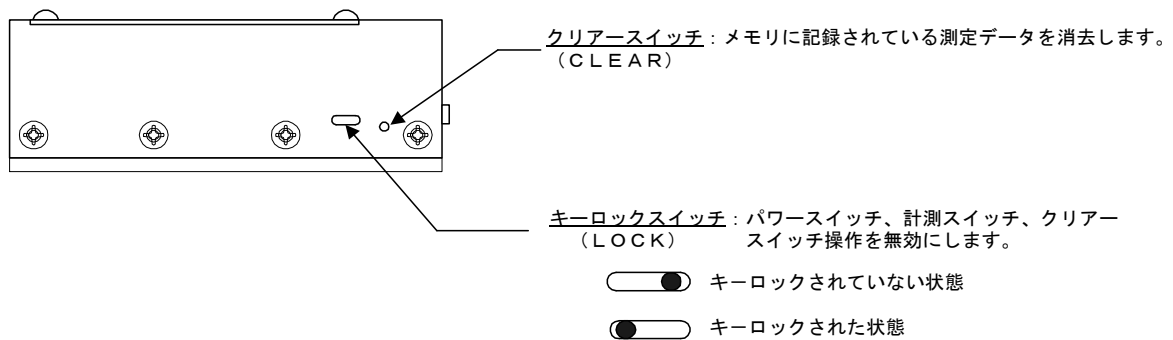 クリアースイッチ：メモリに記録されている測定データを消去します。
（ＣＬＥＡＲ）
キーロックスイッチ：パワースイッチ、計測スイッチ、クリアー
（ＬＯＣＫ） スイッチ操作を無効にします。
キーロックされていない状態
キーロックされた状態